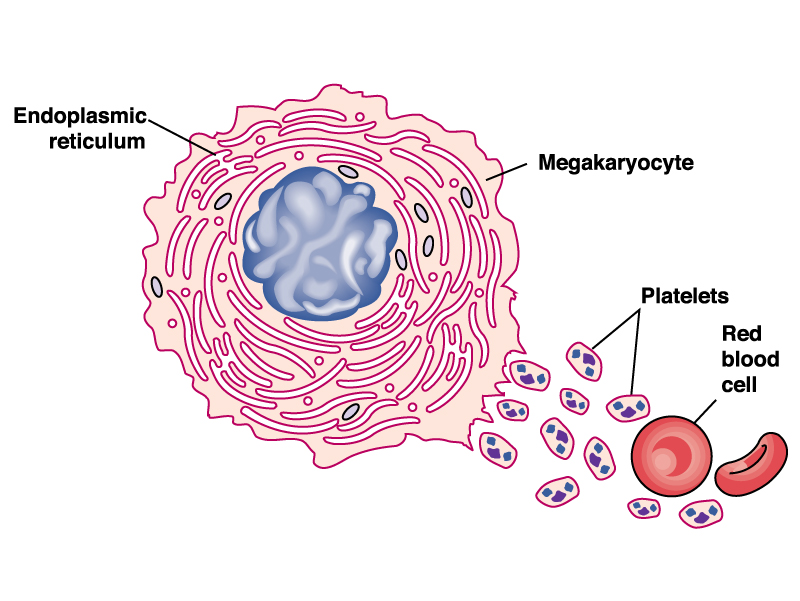 Endoplasmic
reticulum
Megakaryocyte
Platelets
Red
blood
cell